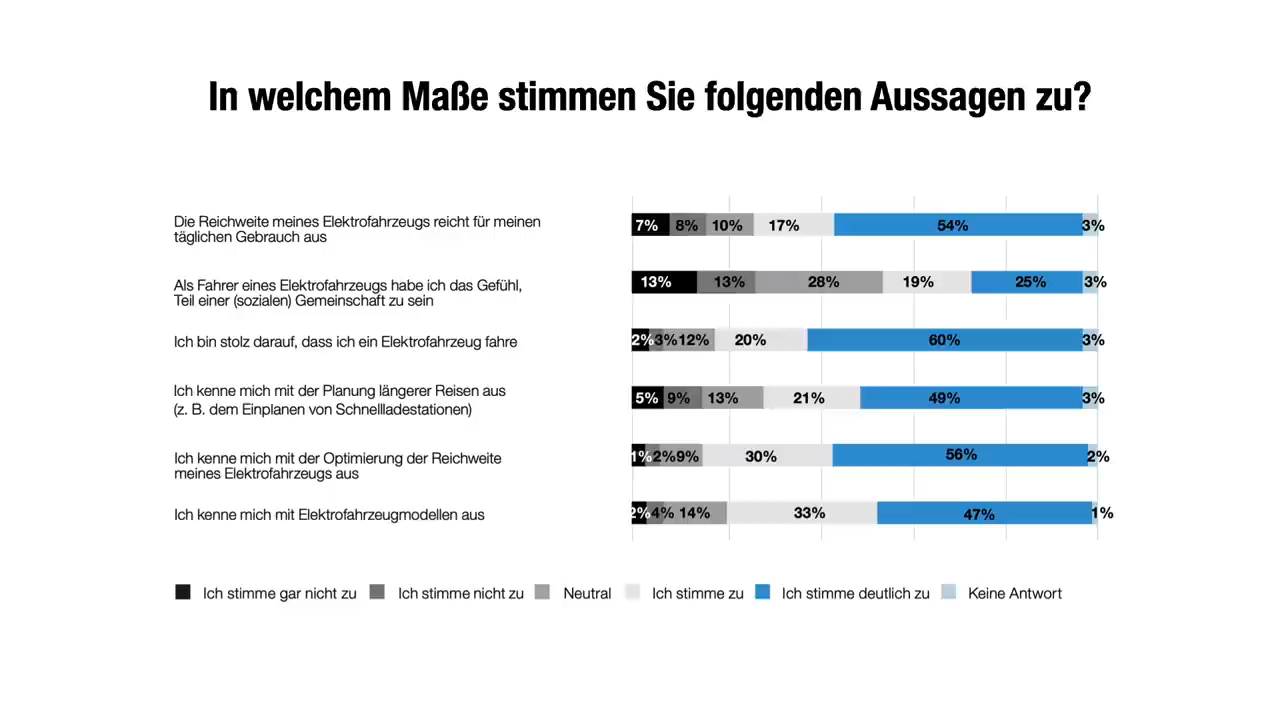 In welchem Maße stimmen Sie folgenden Aussagen zu?
Die Reichweite meines Elektrofahrzeugs reicht für meinen
täglichen Gebrauch aus
7% 8% 10% 17% 54% 3%
Als Fahrer eines Elektrofahrzeugs habe ich das Gefühl,
Teil einer (sozialen) Gemeinschaft zu sein
13% 13% 28% 19% 25% 3%
Ich bin stolz darauf, dass ich ein Elektrofahrzeug fahre
2% 3% 12% 20% 60% 3%
Ich kenne mich mit der Planung längerer Reisen aus
(z. B. dem Einplanen von Schnellladestationen)
5% 9% 13% 21% 49% 3%
Ich kenne mich mit der Optimierung der Reichweite
meines Elektrofahrzeugs aus
1% 2% 9% 30% 56% 2%
Ich kenne mich mit Elektrofahrzeugmodellen aus
2% 4% 14% 33% 47% 1%
Ich stimme gar nicht zu Ich stimme nicht zu Neutral Ich stimme zu Ich stimme deutlich zu Keine Antwort